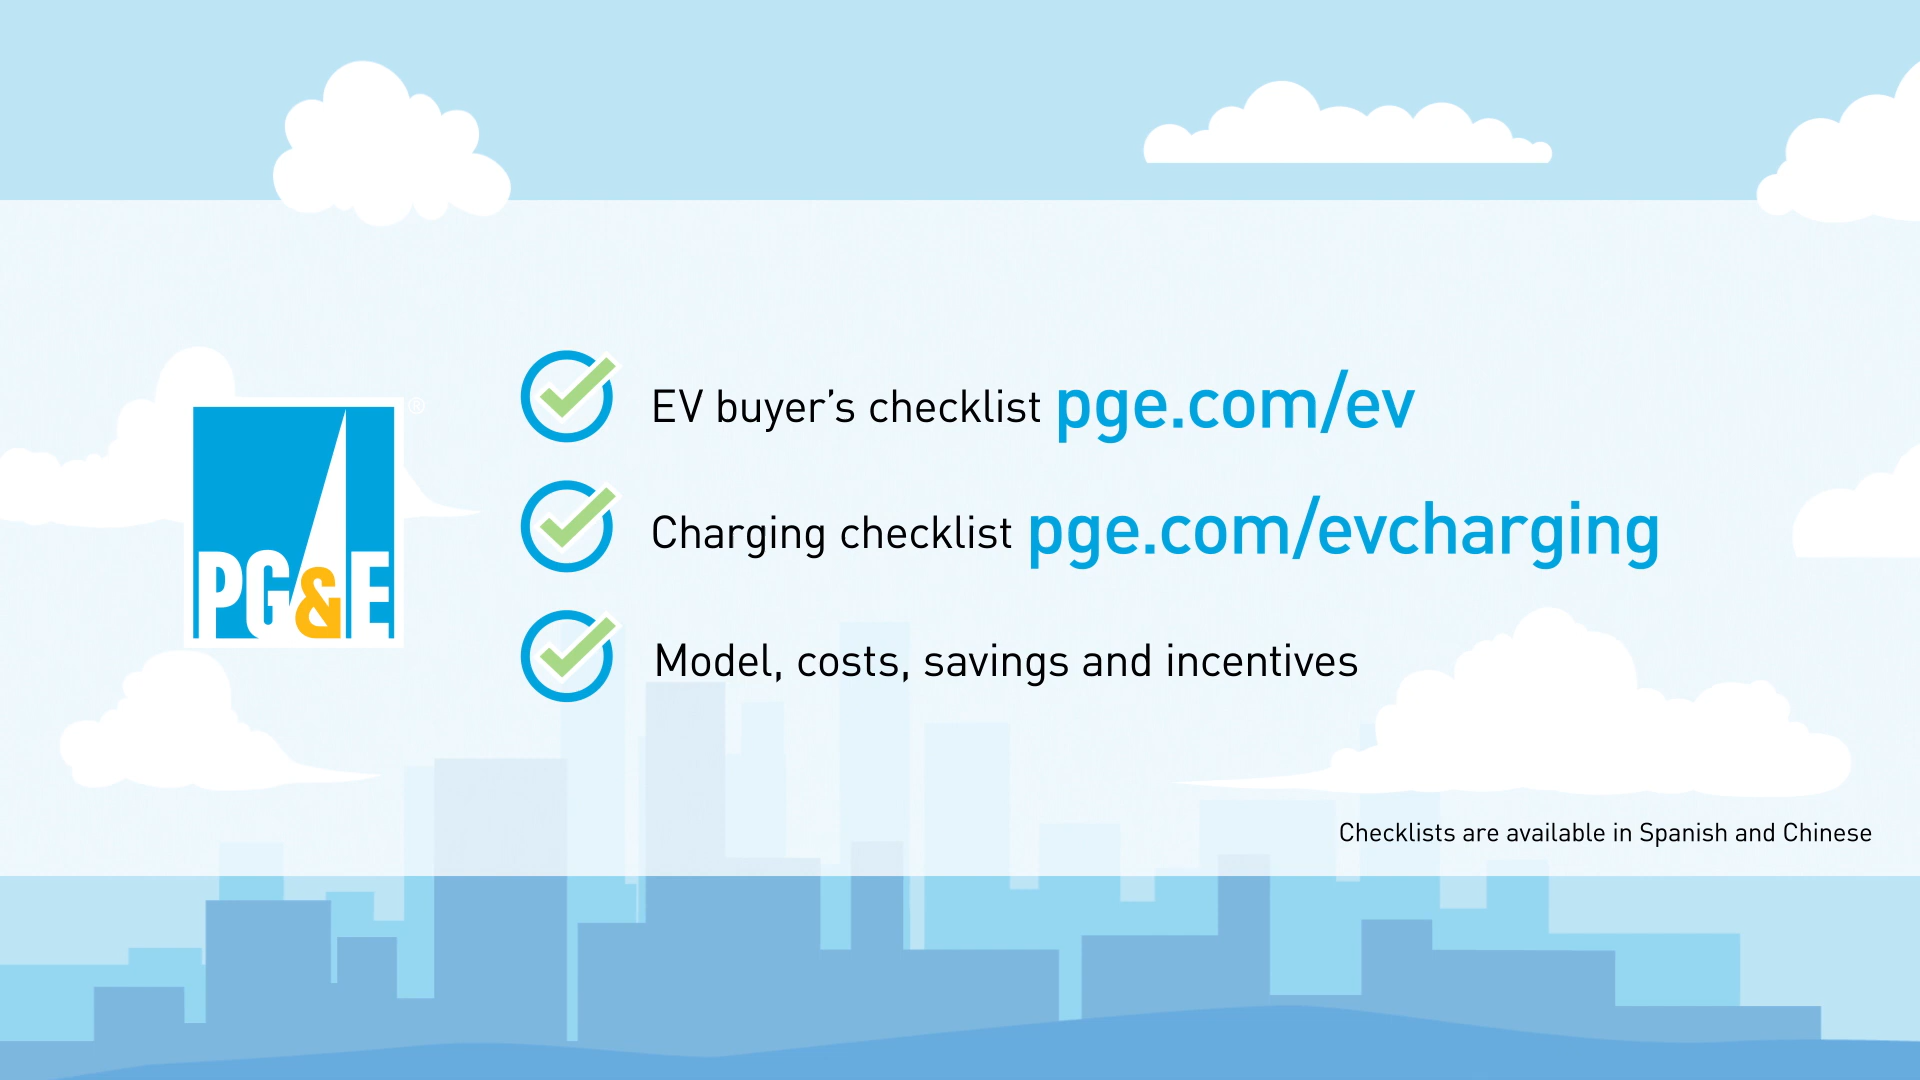 PG&E
®
EV buyer’s checklist pge.com/ev
Charging checklist pge.com/evcharging
Model, costs, savings and incentives
Checklists are available in Spanish and Chinese